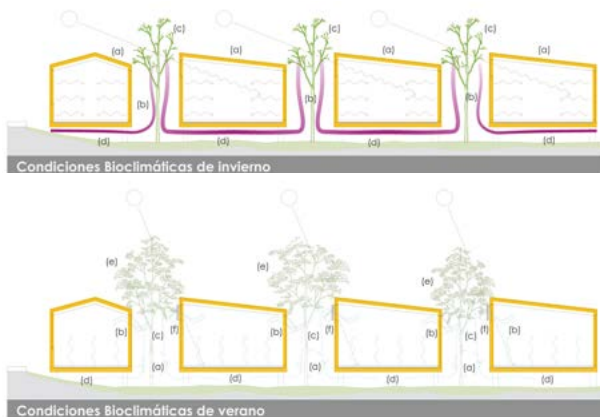 (c) (c) (c)
(a) (a) (a) (a)
(b) (b) (b)
(d) (d) (d) (d)
Condiciones Bioclimáticas de invierno
(e) (e) (e)
(b) (c) (f) (b) (c) (f) (b) (c) (f) (b)
(a) (a) (a)
(d) (d) (d) (d)
Condiciones Bioclimáticas de verano